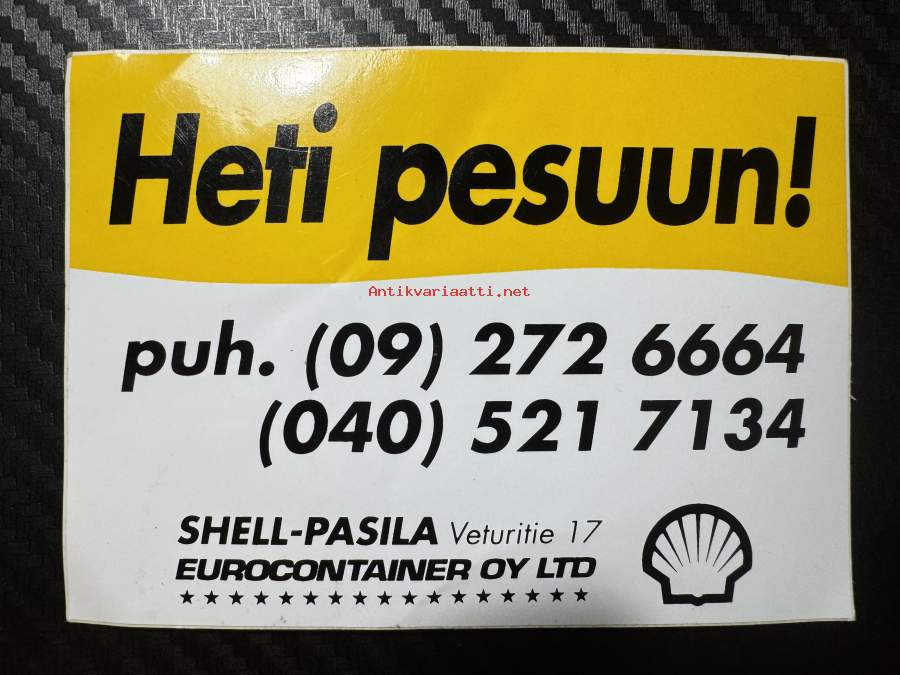 Heti pesuun!
Antikvariaatti.net
puh. (09) 272 6664
(040) 521 7134
SHELL-PASILA Veturitie 17
EUROCONTAINER OY LTD